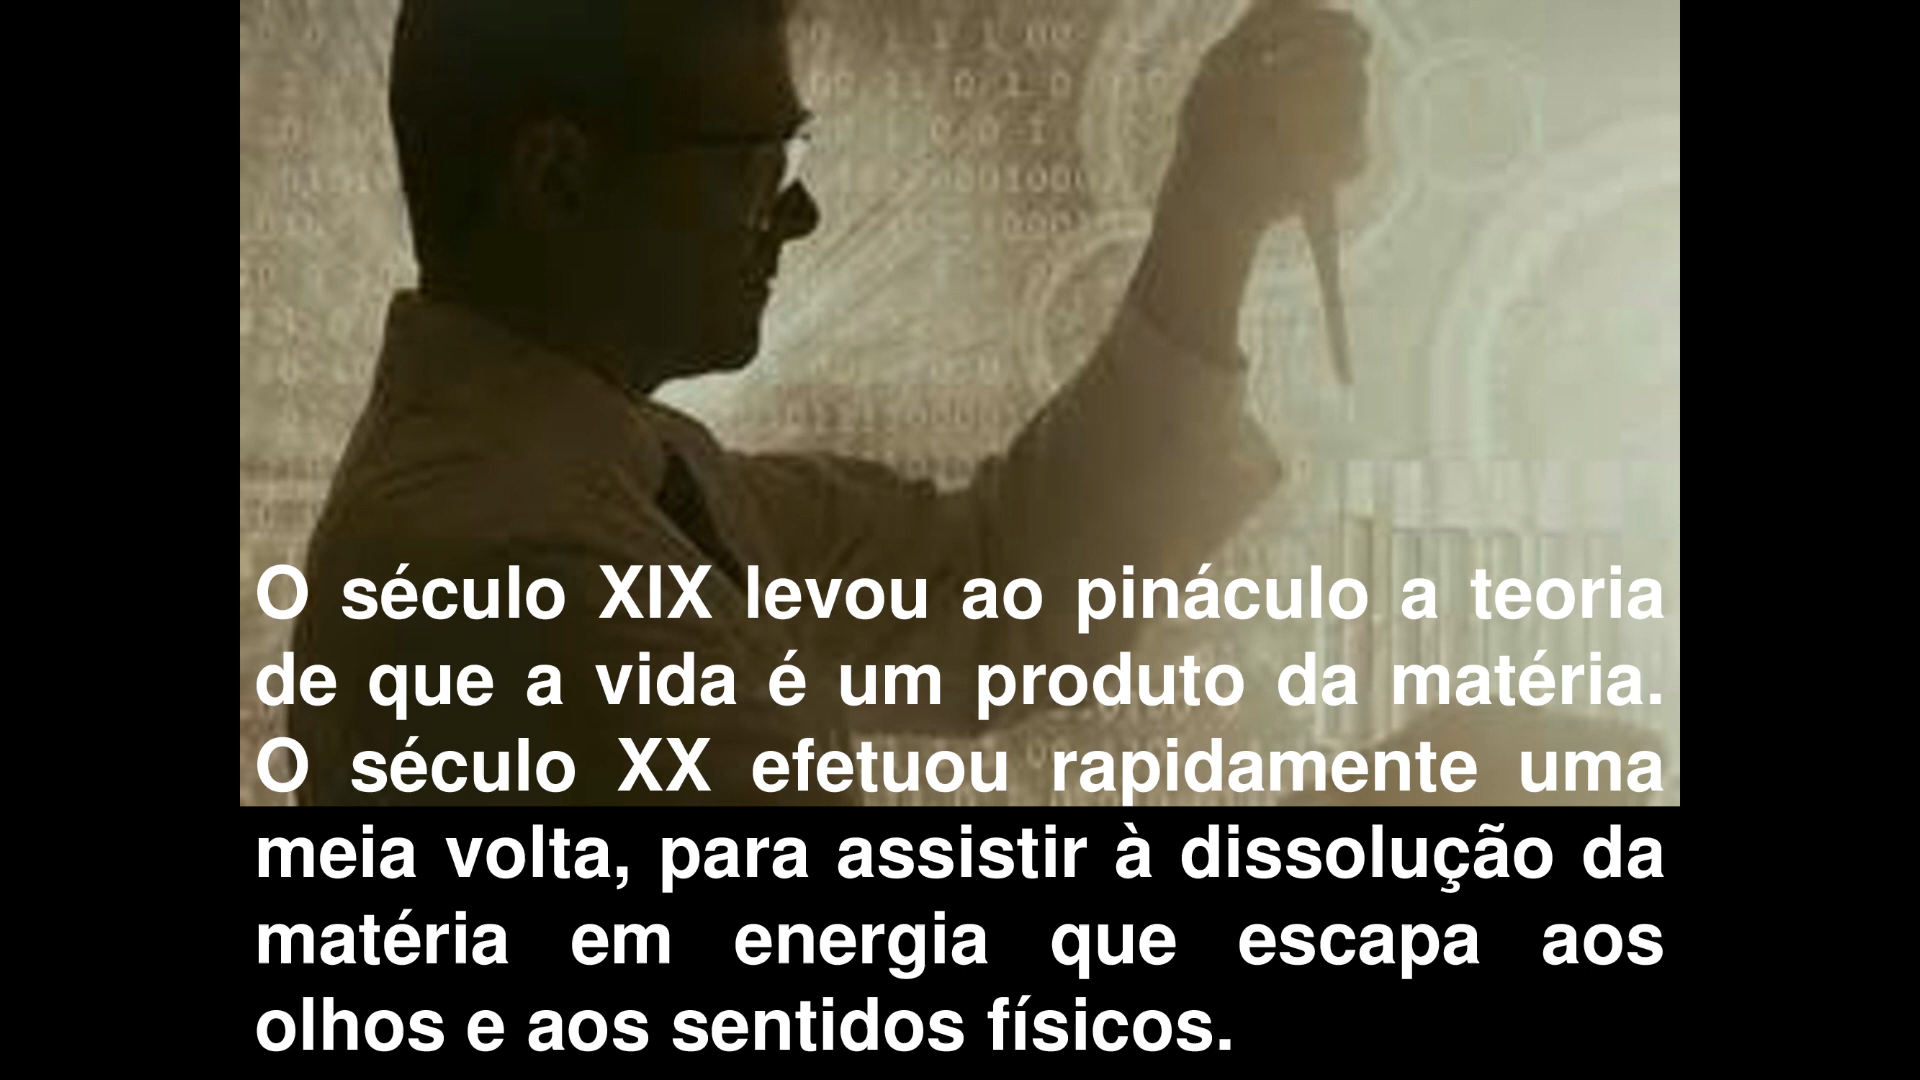 O século XIX levou ao pináculo a teoria
de que a vida é um produto da matéria.
O século XX efetuou rapidamente uma
meia volta, para assistir à dissolução da
matéria em energia que escapa aos
olhos e aos sentidos físicos.